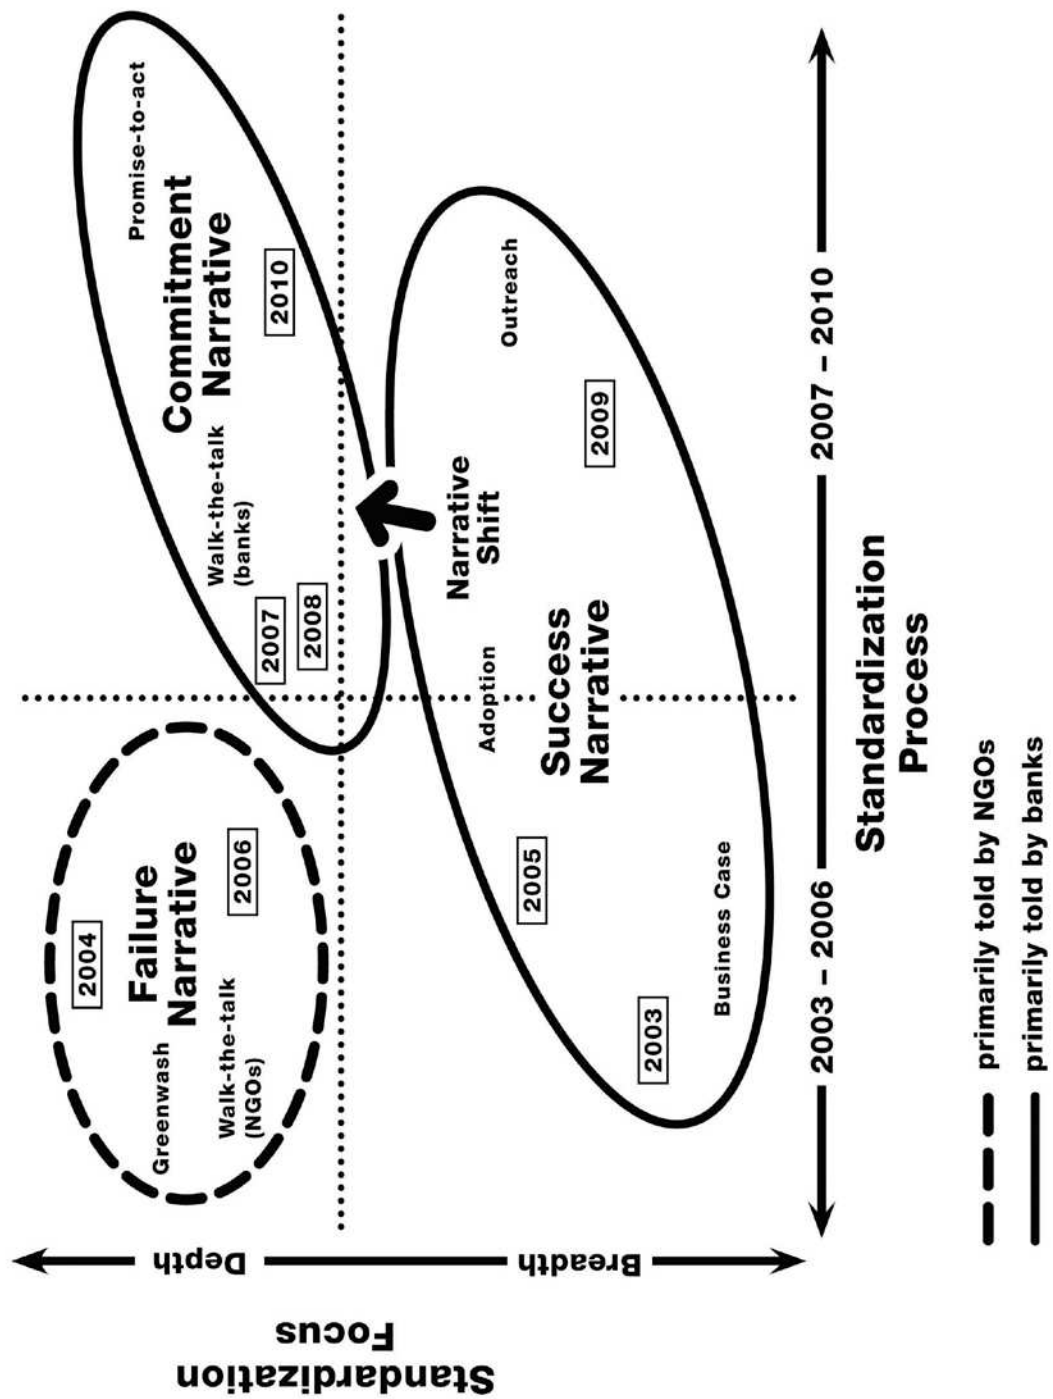 Standardization
Focus
Depth
Breadth
2004
Failure
Narrative
2006
Greenwash
Walk-the-talk
(NGOs)
Promise-to-act
Commitment
Narrative
2010
Walk-the-talk
(banks)
2007
2008
Narrative
Shift
Outreach
2009
Adoption
Success
Narrative
2005
2003
Business Case
2003 – 2006
2007 – 2010
Standardization
Process
primarily told by NGOs
primarily told by banks